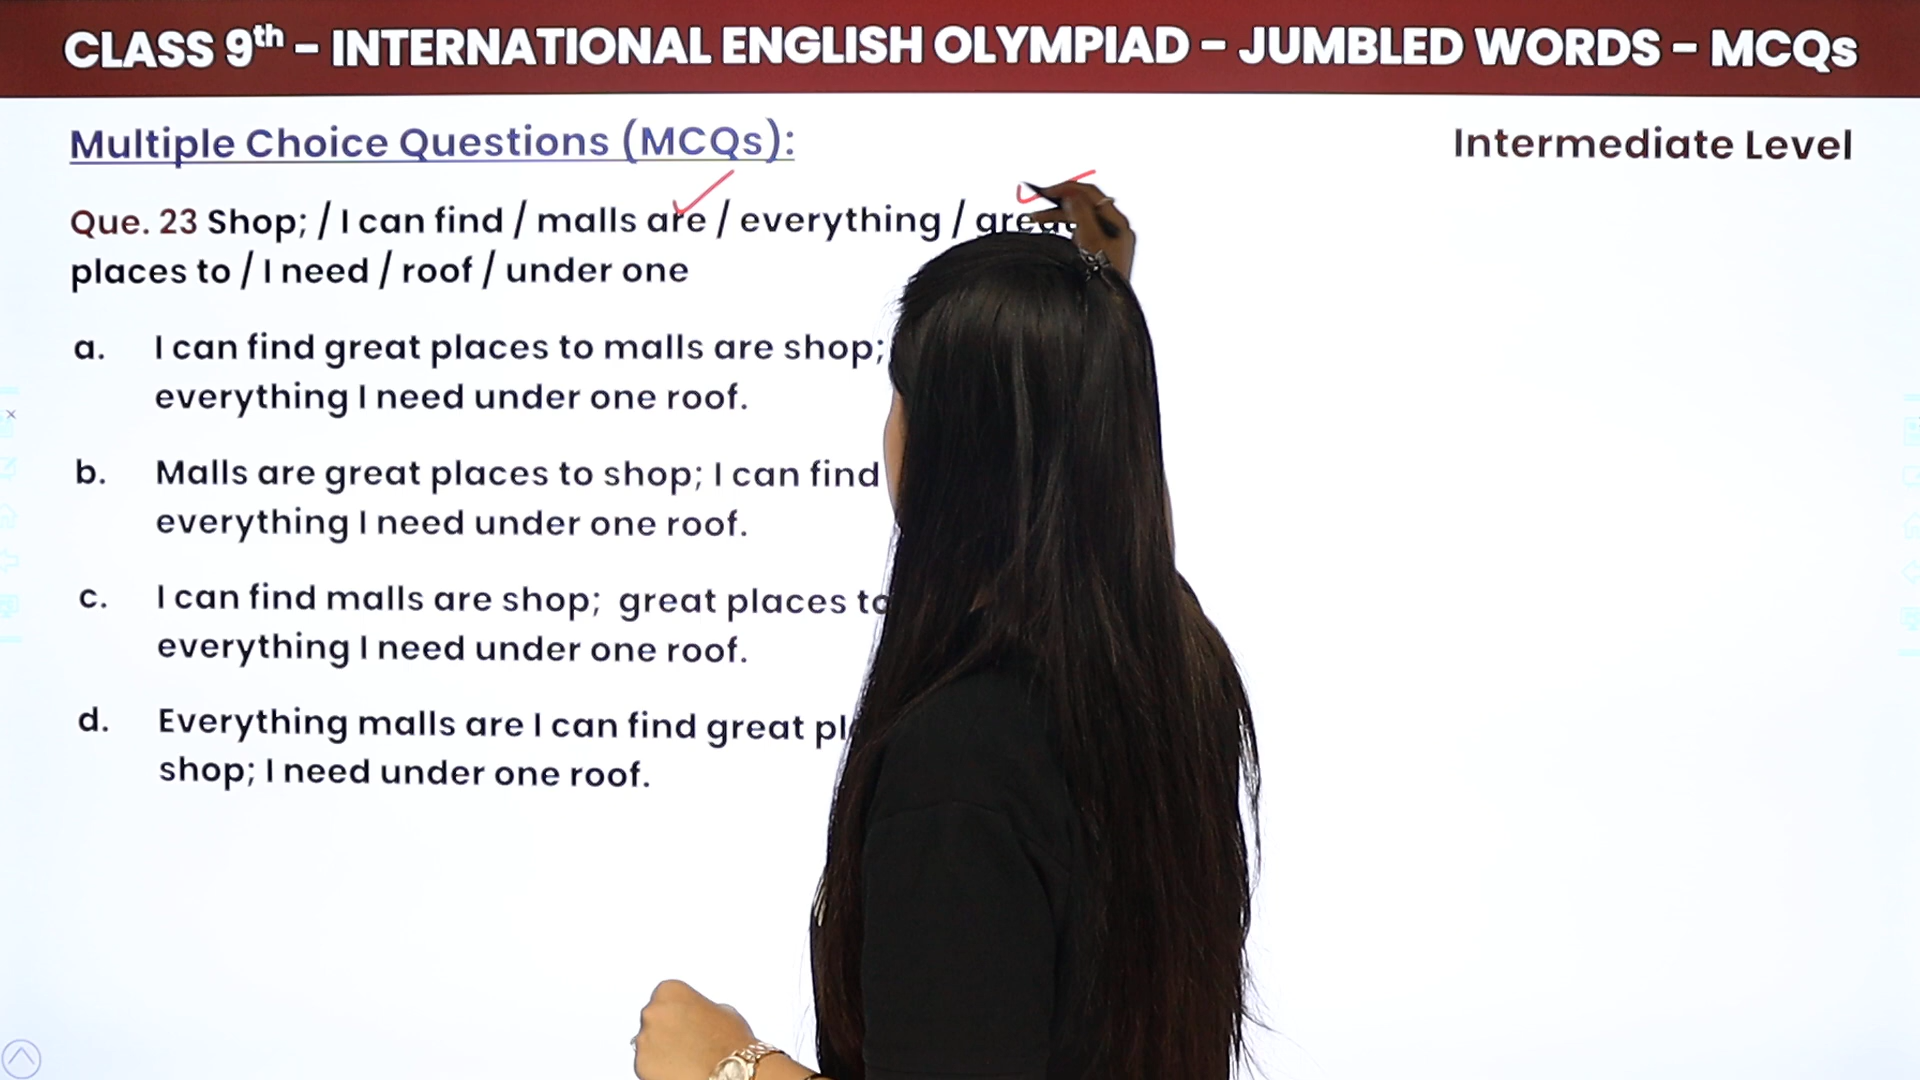 CLASS 9th – INTERNATIONAL ENGLISH OLYMPIAD – JUMBLED WORDS – MCQs
Multiple Choice Questions (MCQs):
Intermediate Level
Que. 23 Shop; / I can find / malls are / everything / great
places to / I need / roof / under one
a. I can find great places to malls are shop;
everything I need under one roof.
b. Malls are great places to shop; I can find
everything I need under one roof.
c. I can find malls are shop; great places to
everything I need under one roof.
d. Everything malls are I can find great
shop; I need under one roof.